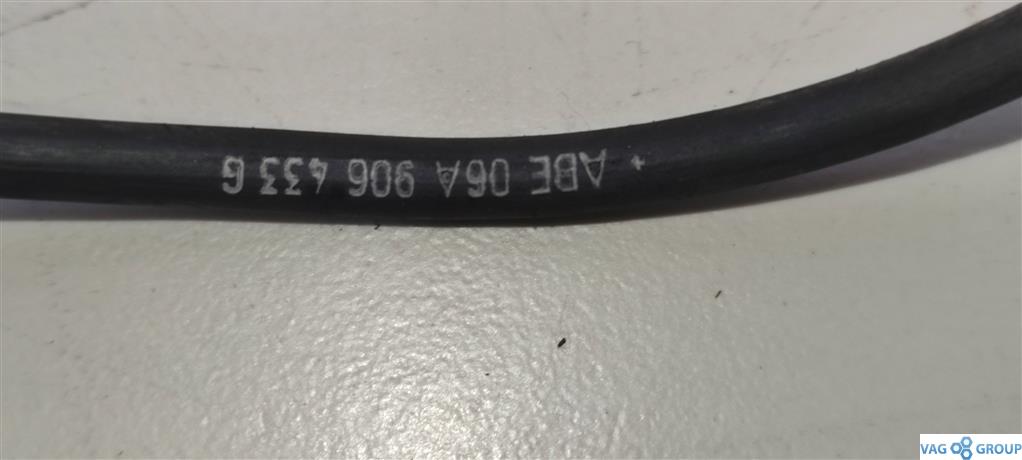 + ABE 06A 906 433 G
VAG GROUP